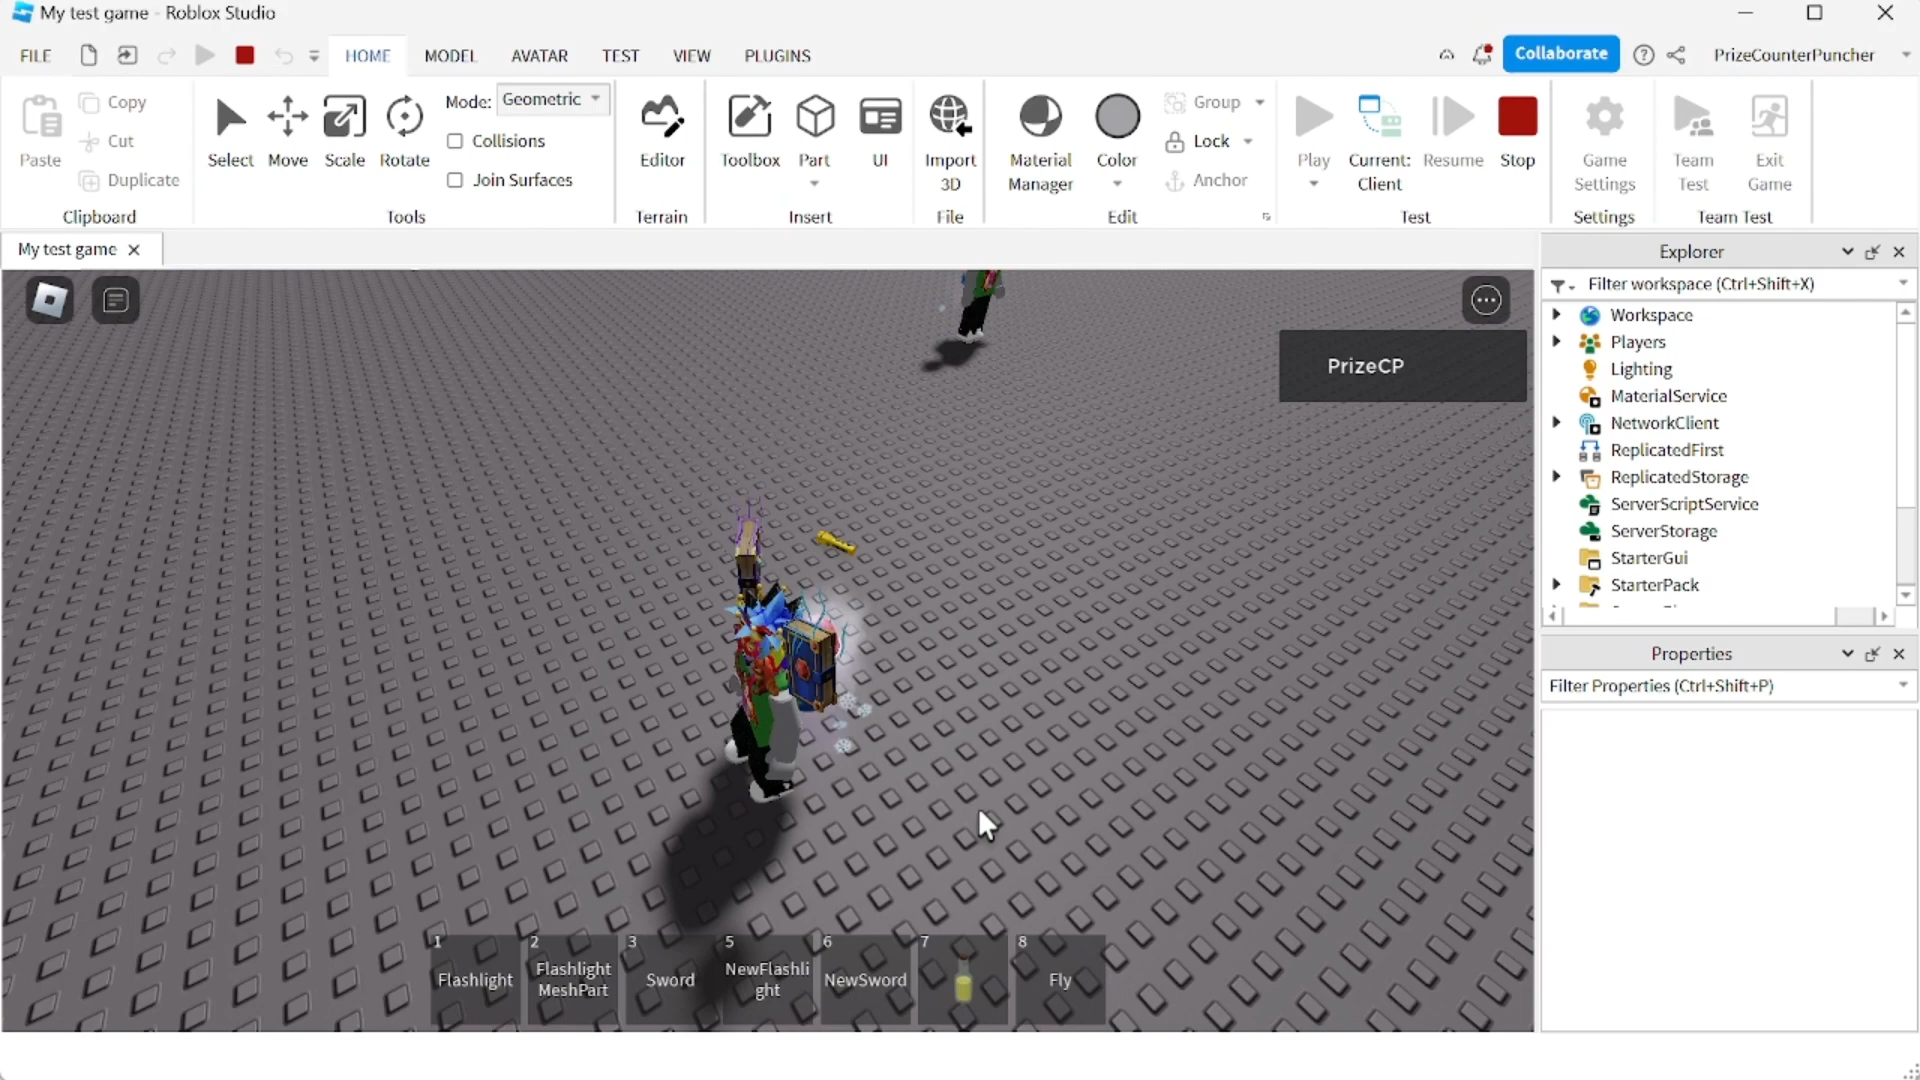 My test game - Roblox Studio
FILE
HOME
MODEL
AVATAR
TEST
VIEW
PLUGINS
Collaborate
PrizeCounterPuncher
Paste
Copy
Cut
Duplicate
Clipboard
Select
Move
Scale
Rotate
Mode: Geometric
Collisions
Join Surfaces
Tools
Editor
Terrain
Toolbox
Part
UI
Insert
Import
3D
File
Material
Manager
Color
Group
Lock
Anchor
Edit
Play
Current:
Client
Resume
Stop
Test
Game
Settings
Settings
Team
Test
Exit
Game
Team Test
My test game
PrizeCP
1
Flashlight
2
Flashlight
MeshPart
3
Sword
5
NewFlashli
ght
6
NewSword
7
8
Fly
Explorer
Filter workspace (Ctrl+Shift+X)
Workspace
Players
Lighting
MaterialService
NetworkClient
ReplicatedFirst
ReplicatedStorage
ServerScriptService
ServerStorage
StarterGui
StarterPack
Properties
Filter Properties (Ctrl+Shift+P)